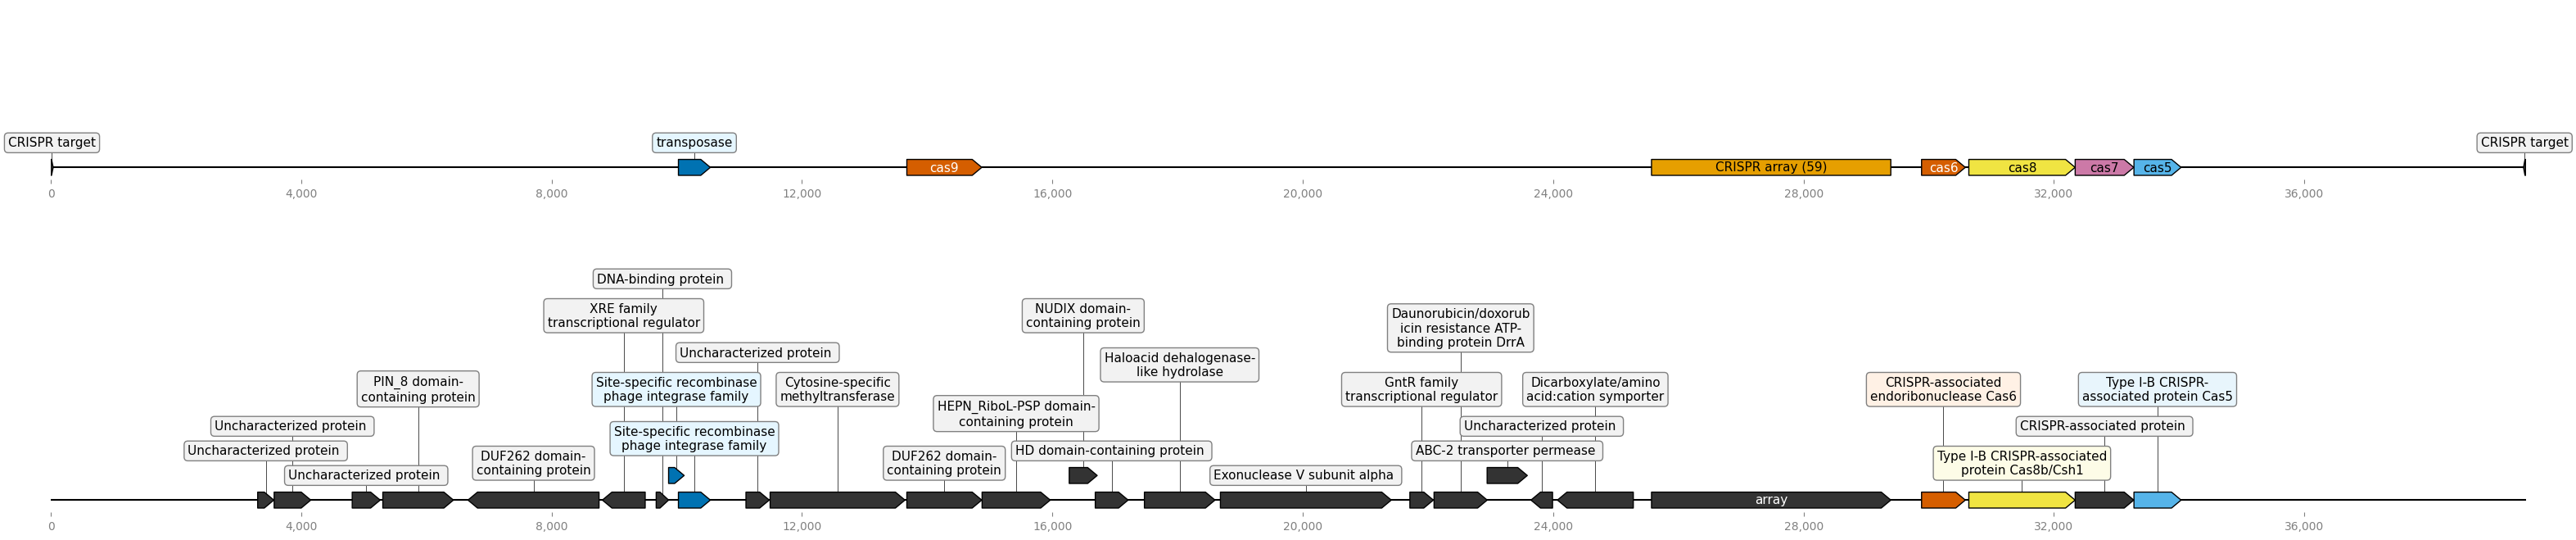 CRISPR target
transposase
CRISPR target
cas9
CRISPR array (59)
cas6
cas8
cas7
cas5
0
4,000
8,000
12,000
16,000
20,000
24,000
28,000
32,000
36,000
DNA-binding protein
XRE family
transcriptional regulator
NUDIX domain-
containing protein
Daunorubicin/doxorub
icin resistance ATP-
binding protein DrrA
Uncharacterized protein
Haloacid dehalogenase-
like hydrolase
PIN_8 domain-
containing protein
Site-specific recombinase
phage integrase family
Cytosine-specific
methyltransferase
GntR family
transcriptional regulator
Dicarboxylate/amino
acid:cation symporter
CRISPR-associated
endoribonuclease Cas6
Type I-B CRISPR-
associated protein Cas5
HEPN_RiboL-PSP domain-
containing protein
Uncharacterized protein
Uncharacterized protein
CRISPR-associated protein
Site-specific recombinase
phage integrase family
Uncharacterized protein
DUF262 domain-
containing protein
DUF262 domain-
containing protein
HD domain-containing protein
ABC-2 transporter permease
Type I-B CRISPR-associated
protein Cas8b/Csh1
Uncharacterized protein
Exonuclease V subunit alpha
array
0
4,000
8,000
12,000
16,000
20,000
24,000
28,000
32,000
36,000